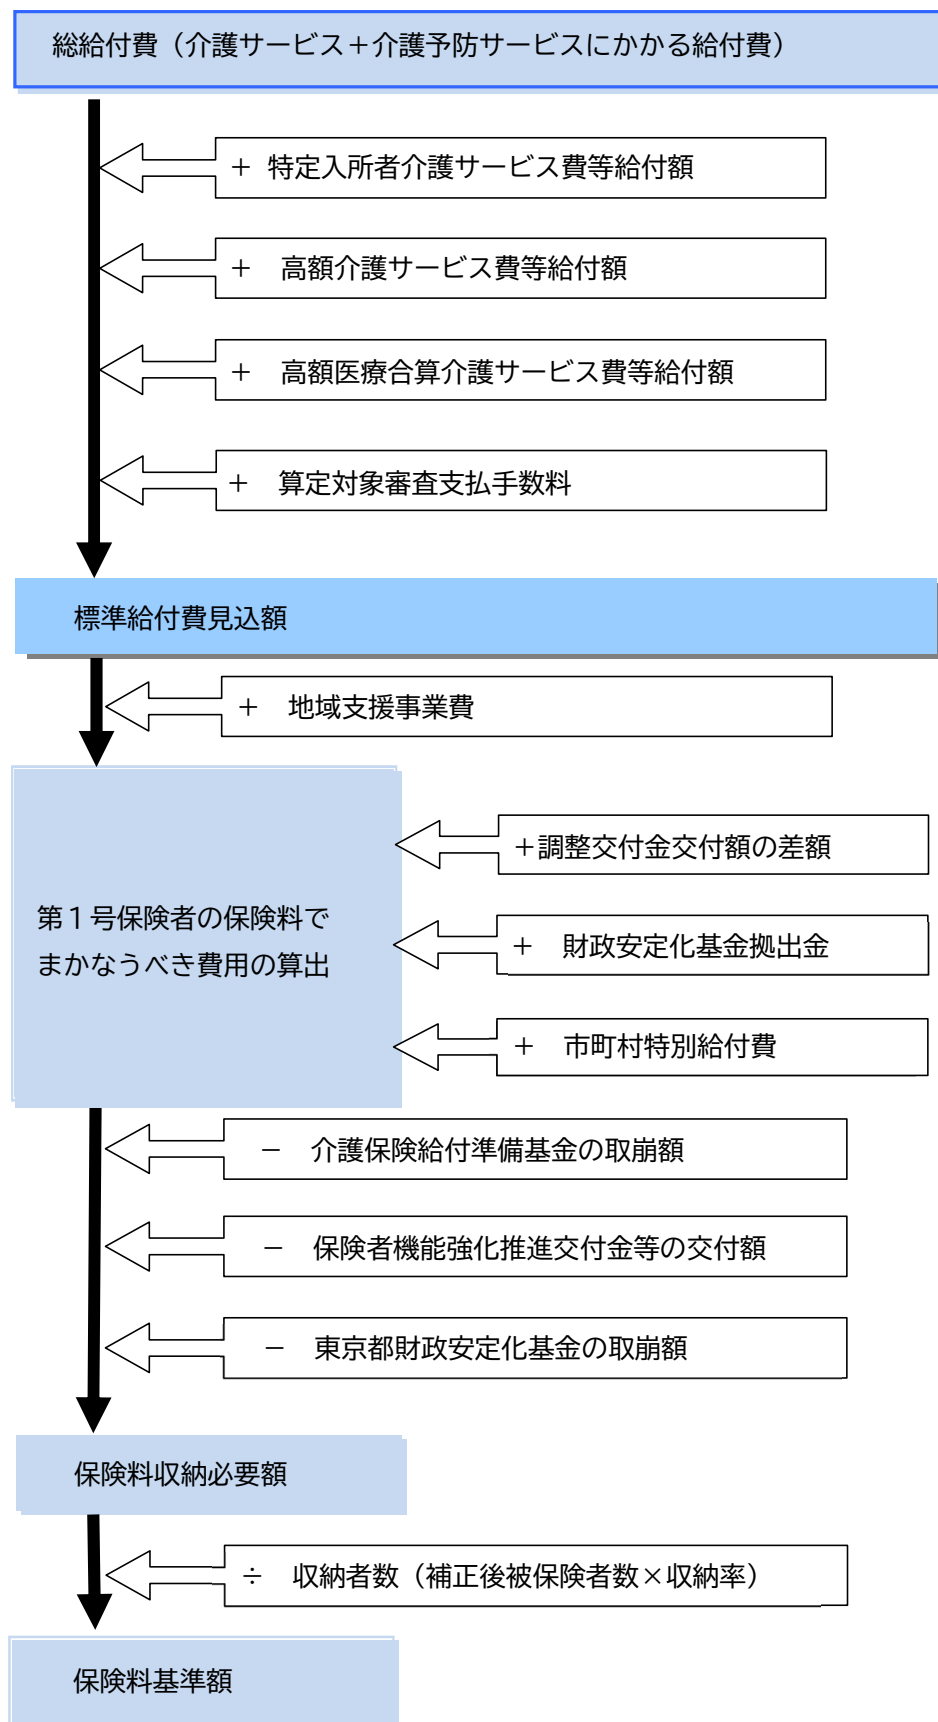 総給付費（介護サービス＋介護予防サービスにかかる給付費）
＋ 特定入所者介護サービス費等給付額
＋　高額介護サービス費等給付額
＋　高額医療合算介護サービス費等給付額
＋　算定対象審査支払手数料
標準給付費見込額
＋　地域支援事業費
＋調整交付金交付額の差額
第１号保険者の保険料で
まかなうべき費用の算出
＋　財政安定化基金拠出金
＋　市町村特別給付費
－　介護保険給付準備基金の取崩額
－　保険者機能強化推進交付金等の交付額
－　東京都財政安定化基金の取崩額
保険料収納必要額
÷　収納者数（補正後被保険者数×収納率）
保険料基準額